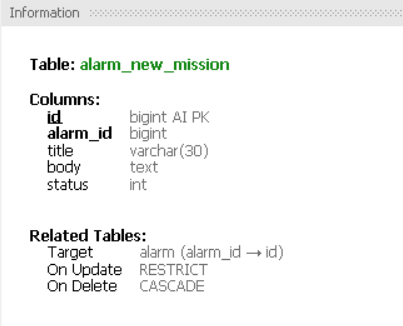 Information
Table: alarm_new_mission
Columns:
id bigint AI PK
alarm_id bigint
title varchar(30)
body text
status int
Related Tables:
Target alarm (alarm_id → id)
On Update RESTRICT
On Delete CASCADE